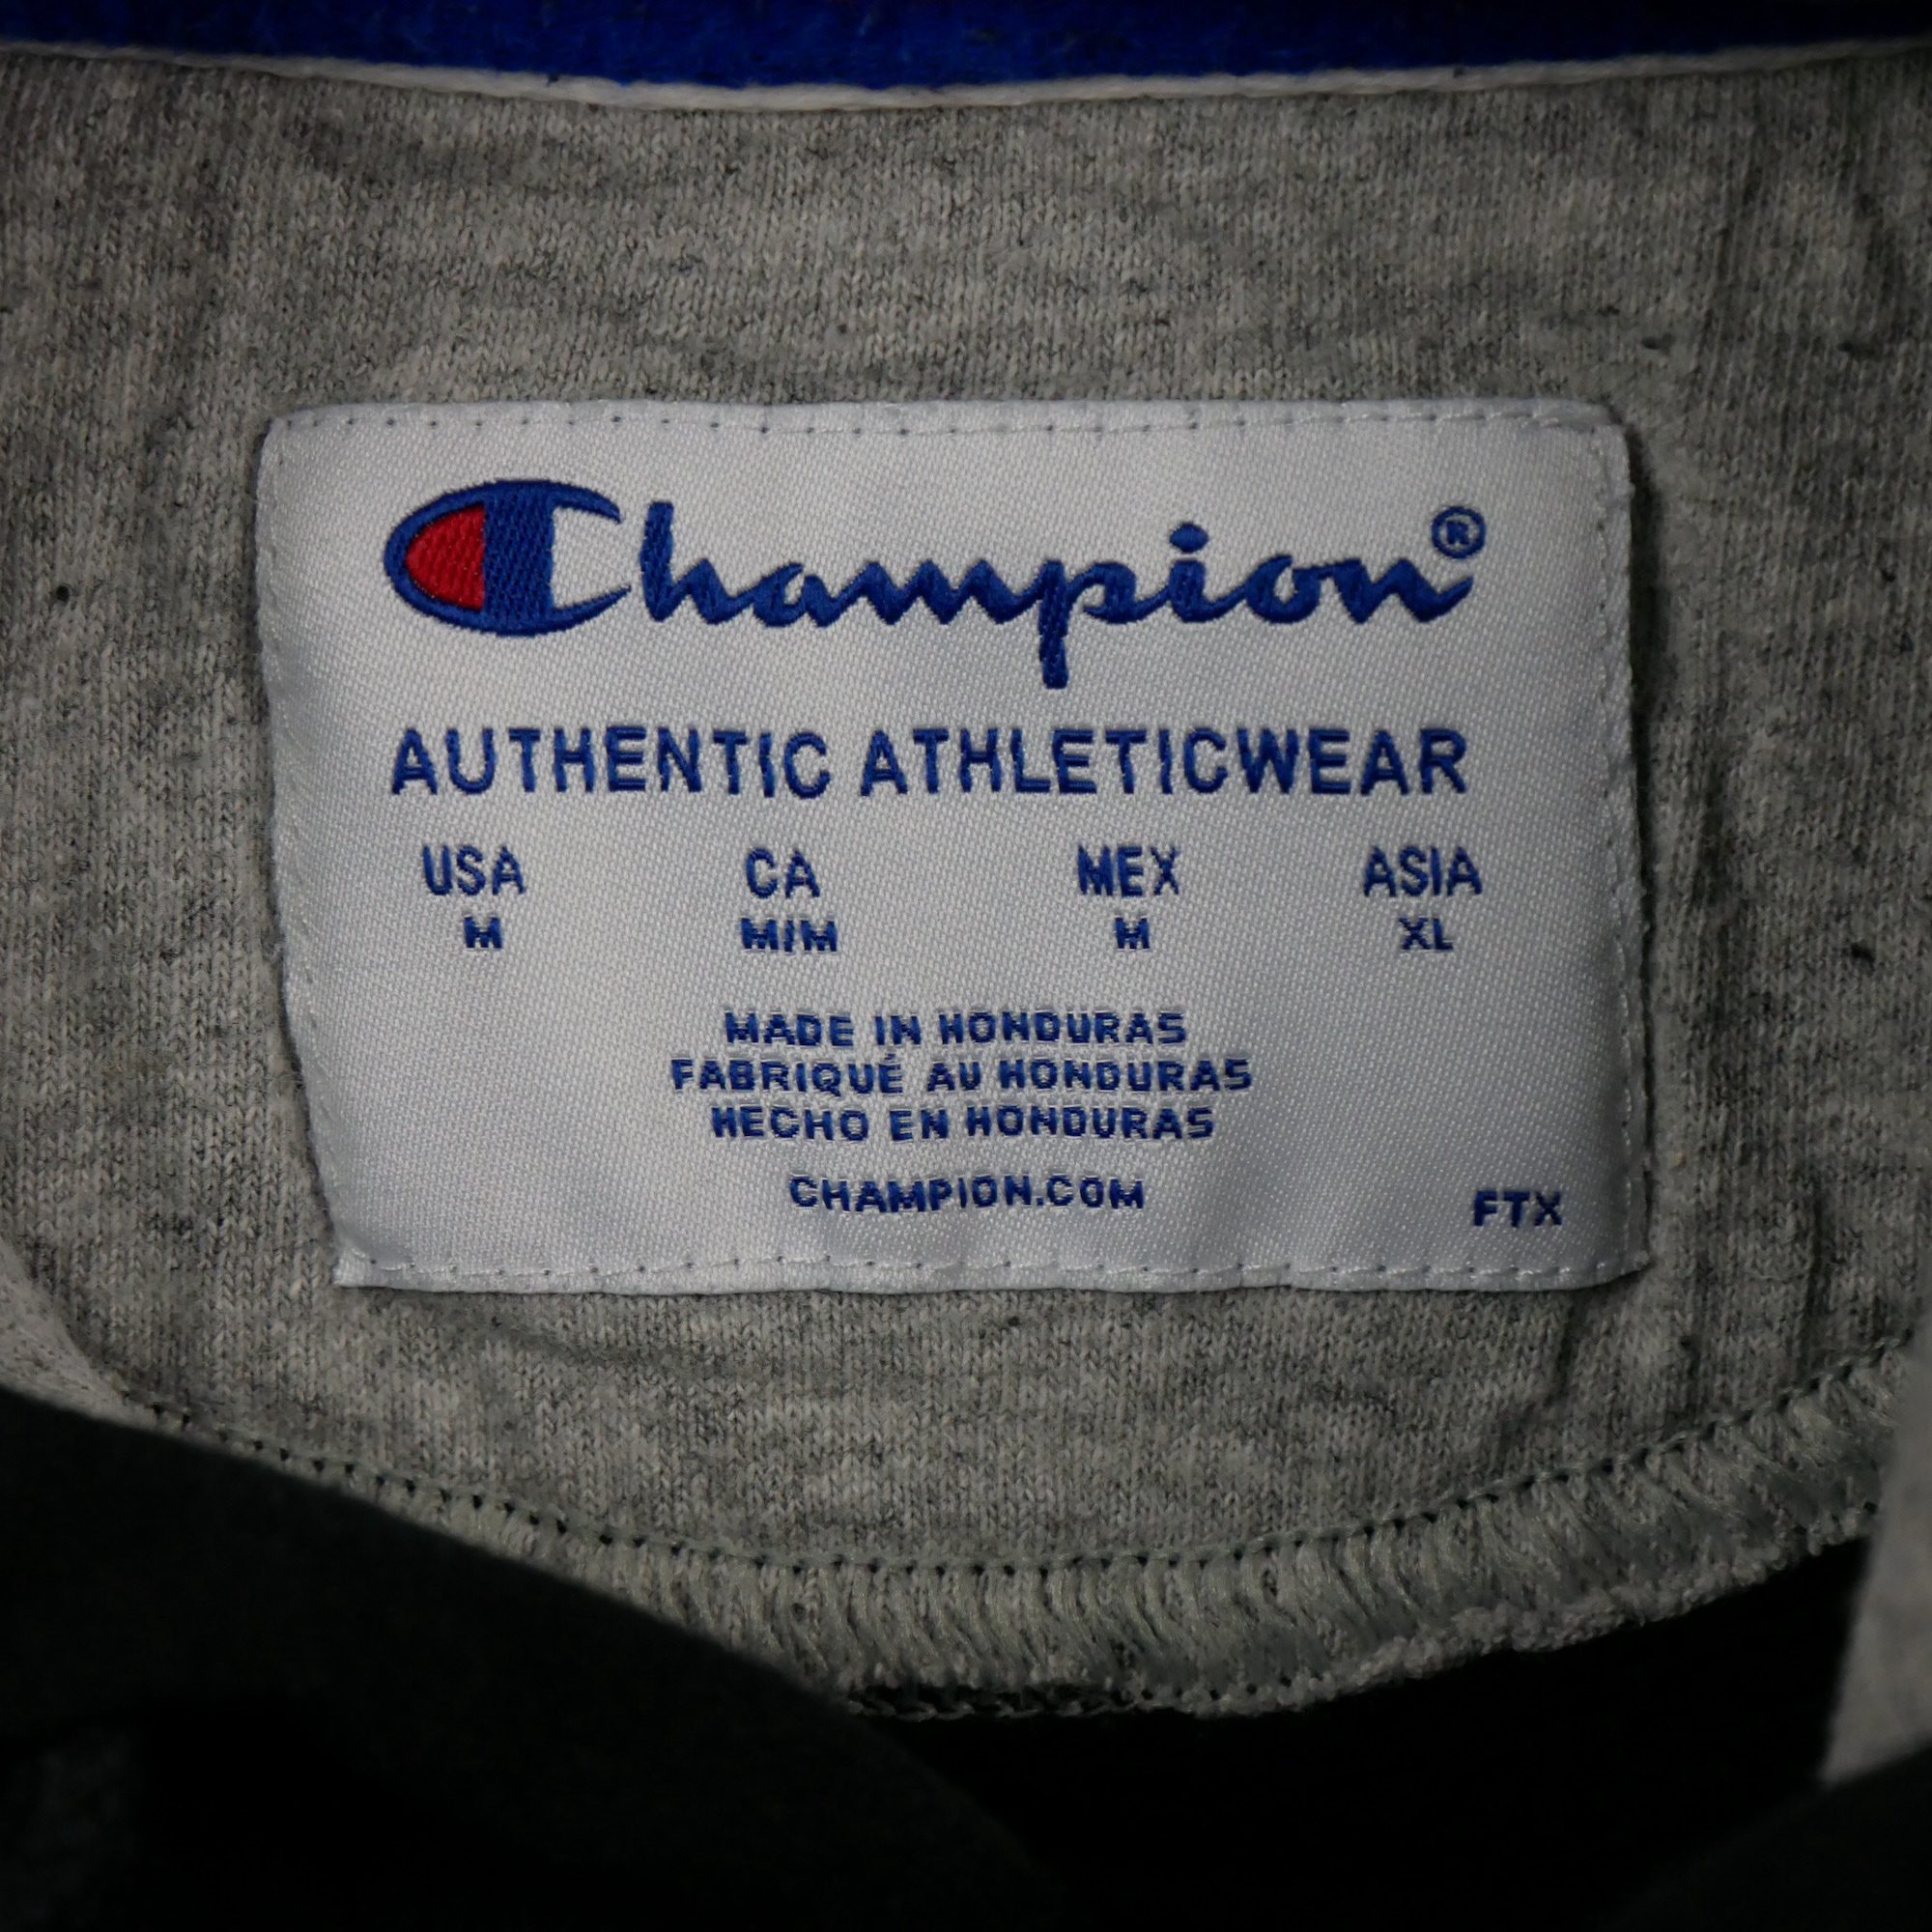 Champion®
AUTHENTIC ATHLETICWEAR
USA CA MEX ASIA
M M/M M XL
MADE IN HONDURAS
FABRIQUÉ AU HONDURAS
HECHO EN HONDURAS
CHAMPION.COM
FTX